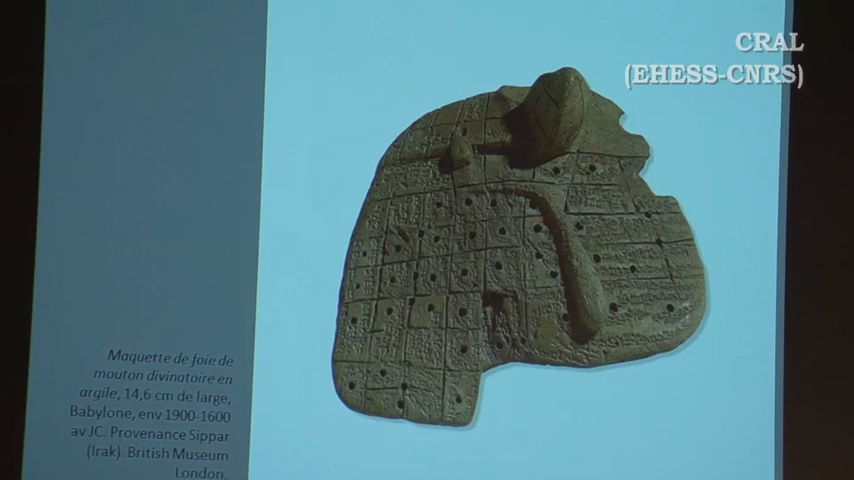 CRAL
(EHESS-CNRS)
Maquette de foie de
mouton divinatoire en
argile, 14,6 cm de large,
Babylone, env 1900-1600
av JC. Provenance Sippar
(Irak). British Museum
London.